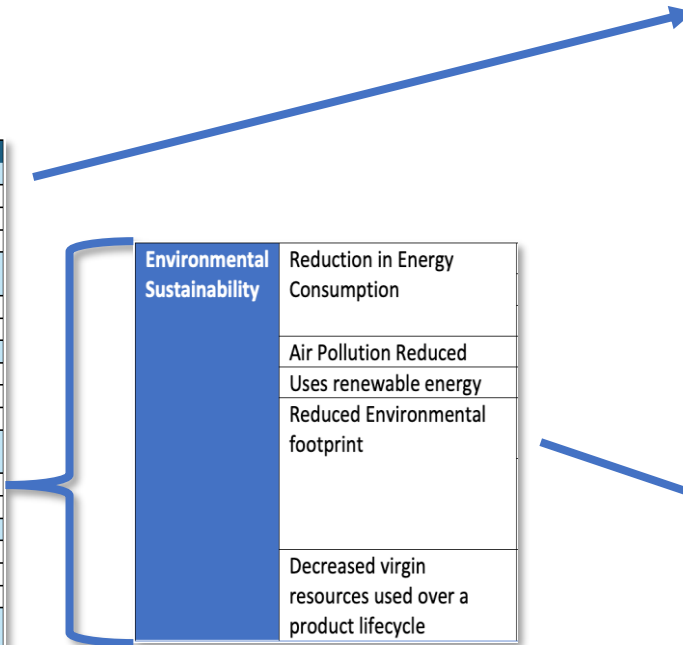 Environmental
Sustainability
Reduction in Energy
Consumption
Air Pollution Reduced
Uses renewable energy
Reduced Environmental
footprint
Decreased virgin
resources used over a
product lifecycle